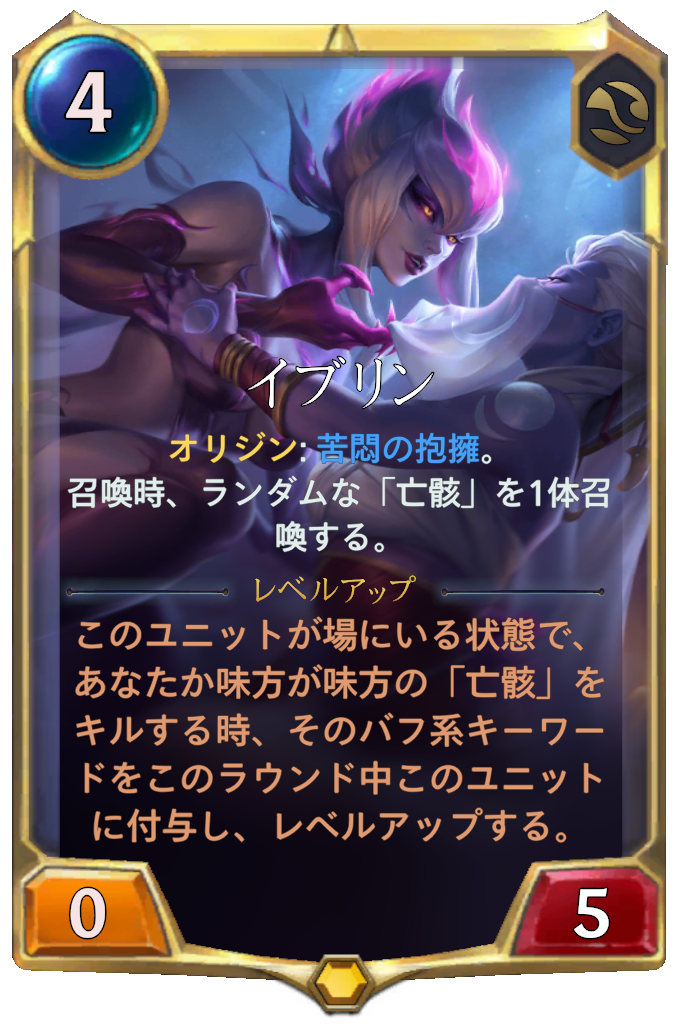 4
イブリン
オリジン: 苦悶の抱擁。
召喚時、ランダムな「亡骸」を1体召
喚する。
レベルアップ
このユニットが場にいる状態で、
あなたか味方が味方の「亡骸」を
キルする時、そのバフ系キーワー
ドをこのラウンド中このユニット
に付与し、レベルアップする。
0
5